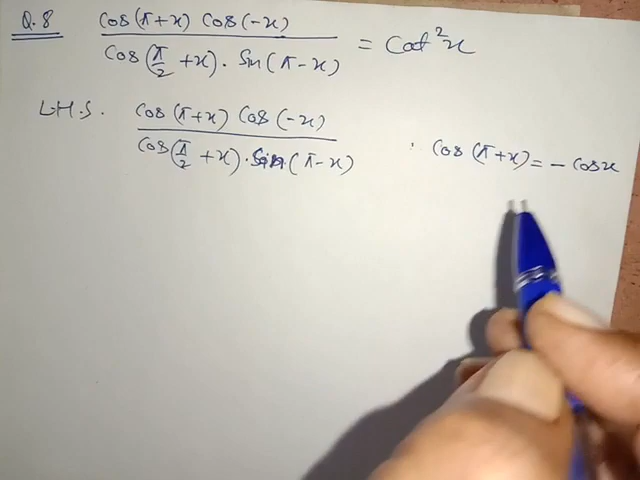 Q.8 cos(π+x) cos(-x) / cos(π/2 +x). Sin(π-x) = Cot²x
L.H.S. cos(π+x) cos(-x) / cos(π/2 +x). Sin. (π-x)
cos(π+x) = - cosx